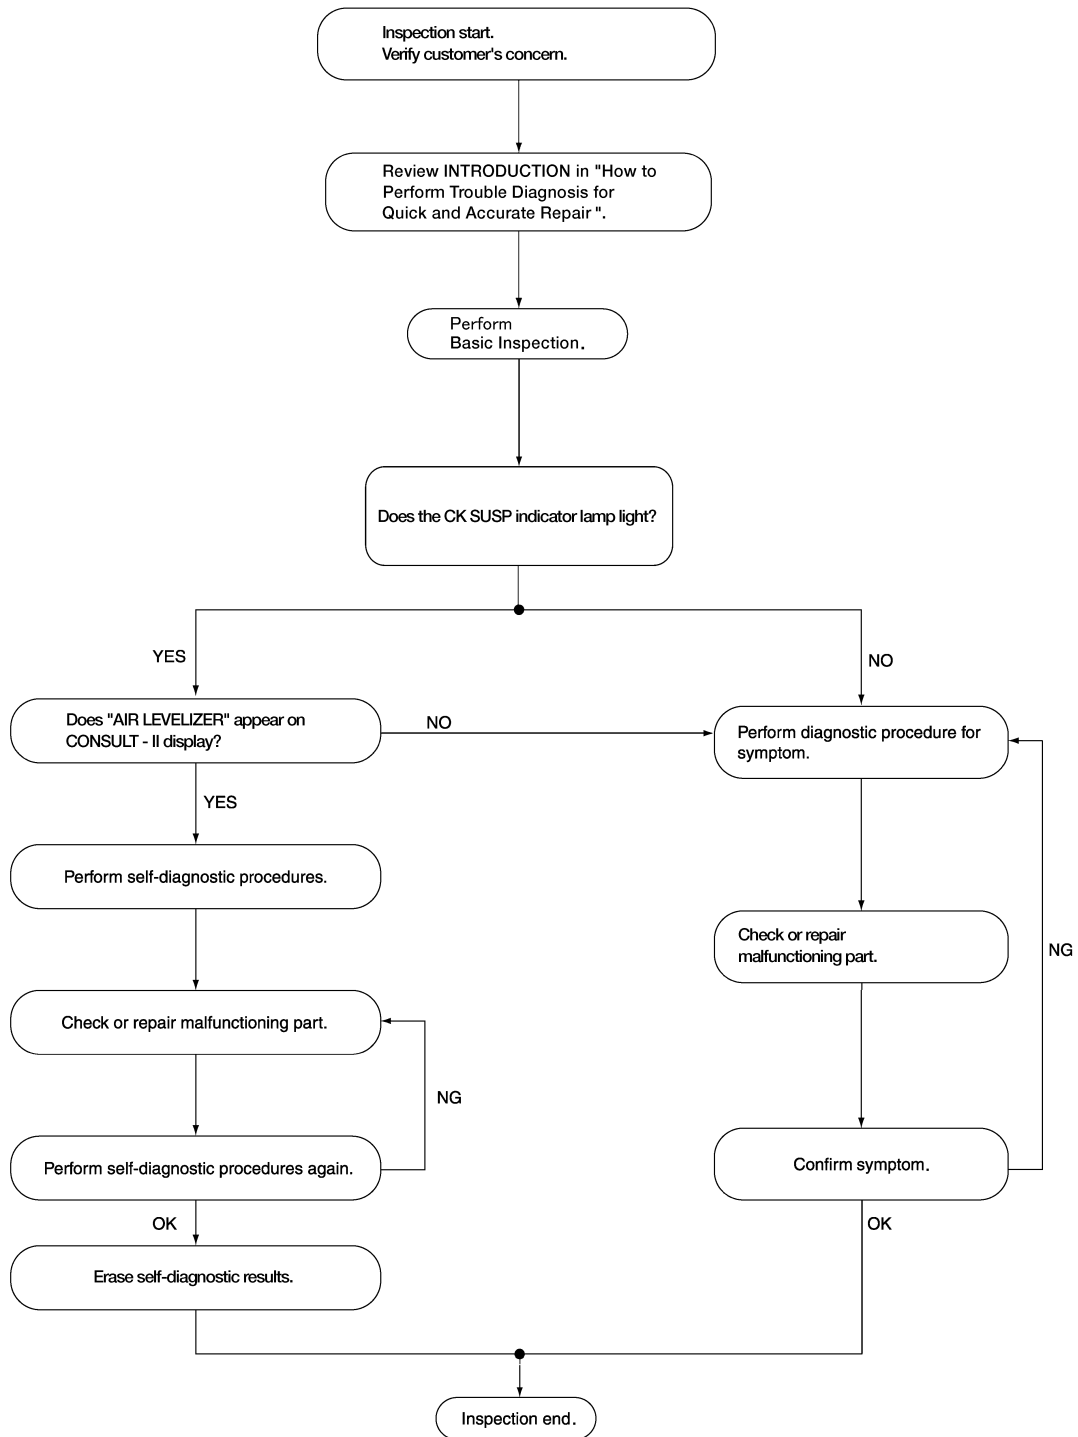 Inspection start.
Verify customer's concern.
Review INTRODUCTION in "How to
Perform Trouble Diagnosis for
Quick and Accurate Repair ".
Perform
Basic Inspection.
Does the CK SUSP indicator lamp light?
YES
NO
Does "AIR LEVELIZER" appear on
CONSULT - II display?
NO
Perform diagnostic procedure for
symptom.
YES
Perform self-diagnostic procedures.
Check or repair
malfunctioning part.
NG
Check or repair malfunctioning part.
NG
Perform self-diagnostic procedures again.
Confirm symptom.
OK
OK
Erase self-diagnostic results.
Inspection end.